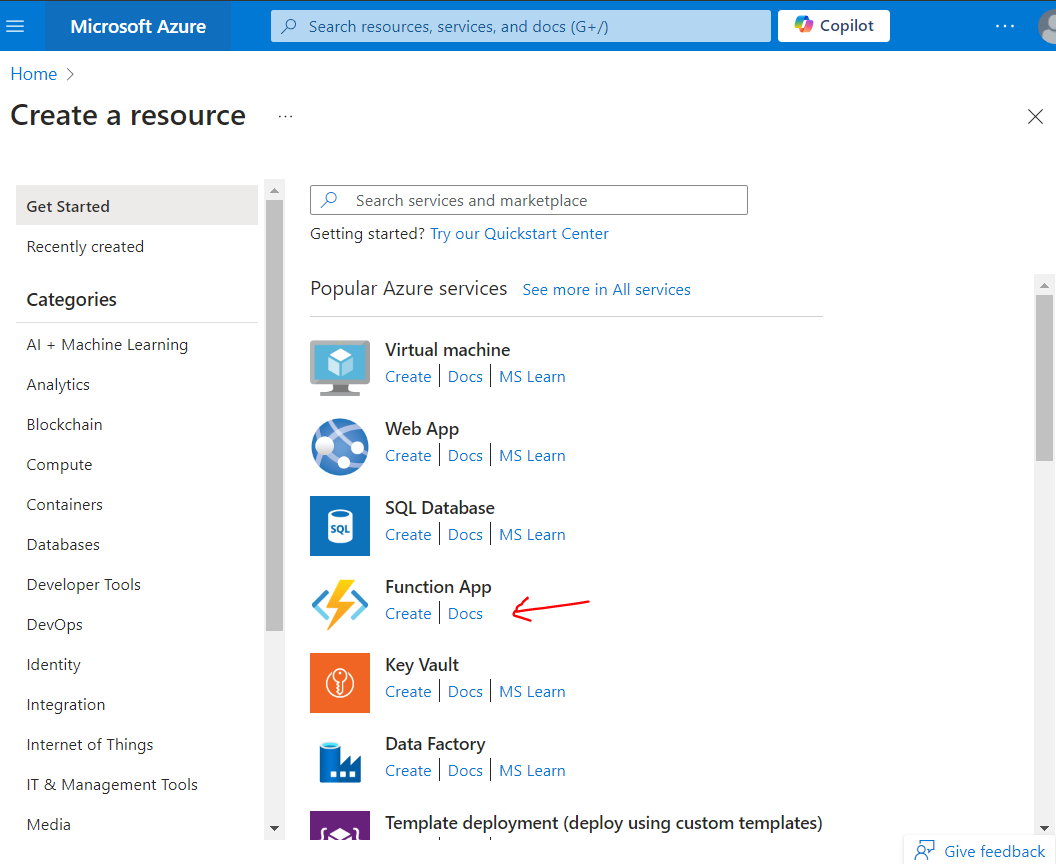 Microsoft Azure
Search resources, services, and docs (G+/)
Copilot
...
Home >
Create a resource ...
Get Started
Recently created
Categories
AI + Machine Learning
Analytics
Blockchain
Compute
Containers
Databases
Developer Tools
DevOps
Identity
Integration
Internet of Things
IT & Management Tools
Media
Search services and marketplace
Getting started? Try our Quickstart Center
Popular Azure services See more in All services
Virtual machine
Create | Docs | MS Learn
Web App
Create | Docs | MS Learn
SQL
SQL Database
Create | Docs | MS Learn
Function App
Create | Docs
Key Vault
Create | Docs | MS Learn
Data Factory
Create | Docs | MS Learn
Template deployment (deploy using custom templates)
Give feedback